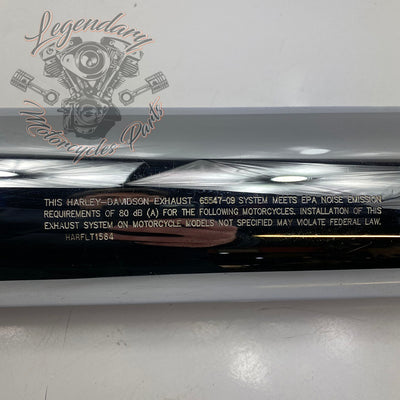 Legendary
Motorcycles Parts
THIS HARLEY-DAVIDSON EXHAUST 65547-09 SYSTEM MEETS EPA NOISE EMISSION
REQUIREMENTS OF 80 dB (A) FOR THE FOLLOWING MOTORCYCLES. INSTALLATION OF THIS
EXHAUST SYSTEM ON MOTORCYCLE MODELS NOT SPECIFIED MAY VIOLATE FEDERAL LAW.
HARFLT1584